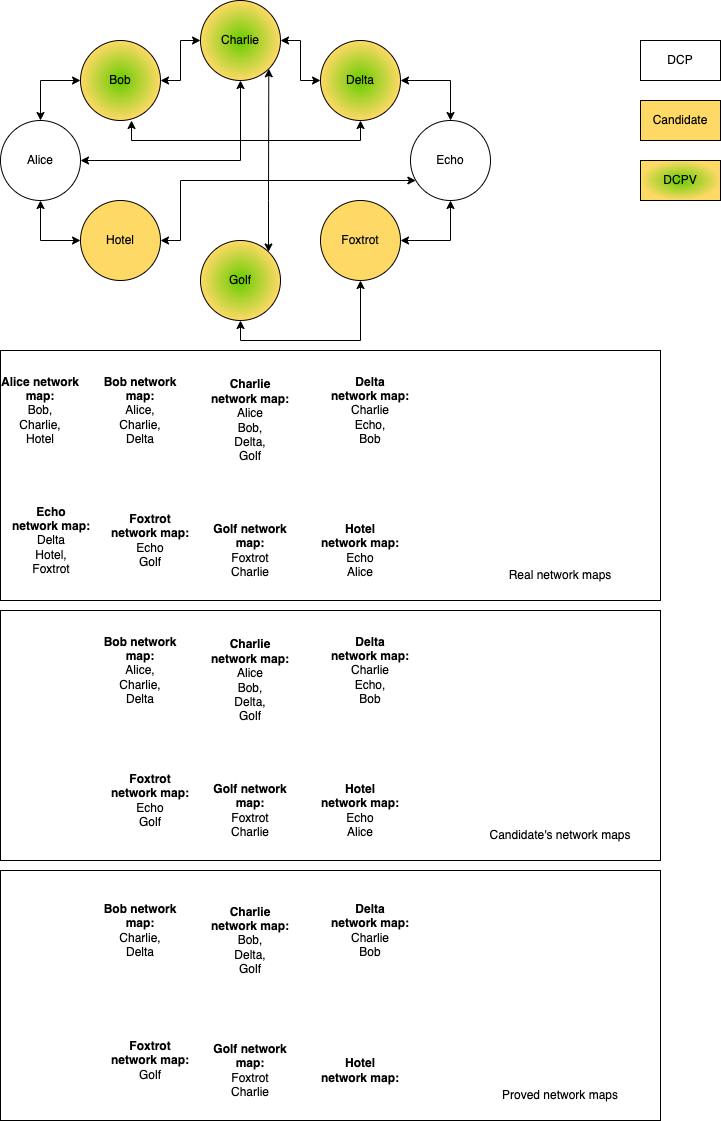 Charlie
Bob
Delta
DCP
Candidate
Alice
Echo
DCPV
Hotel
Foxtrot
Golf
Alice network
map:
Bob,
Charlie,
Hotel
Bob network
map:
Alice,
Charlie,
Delta
Charlie
network map:
Alice
Bob,
Delta,
Golf
Delta
network map:
Charlie
Echo,
Bob
Echo
network map:
Delta
Hotel,
Foxtrot
Foxtrot
network map:
Echo
Golf
Golf network
map:
Foxtrot
Charlie
Hotel
network map:
Echo
Alice
Real network maps
Bob network
map:
Alice,
Charlie,
Delta
Charlie
network map:
Alice
Bob,
Delta,
Golf
Delta
network map:
Charlie
Echo,
Bob
Foxtrot
network map:
Echo
Golf
Golf network
map:
Foxtrot
Charlie
Hotel
network map:
Echo
Alice
Candidate's network maps
Bob network
map:
Charlie,
Delta
Charlie
network map:
Bob,
Delta,
Golf
Delta
network map:
Charlie
Bob
Foxtrot
network map:
Golf
Golf network
map:
Foxtrot
Charlie
Hotel
network map:
Proved network maps